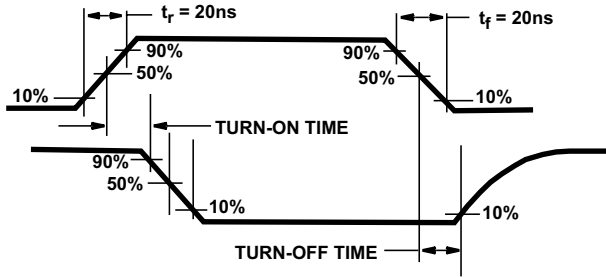 tr = 20ns
tf = 20ns
90%
90%
50%
50%
10%
10%
TURN-ON TIME
90%
50%
10%
10%
TURN-OFF TIME